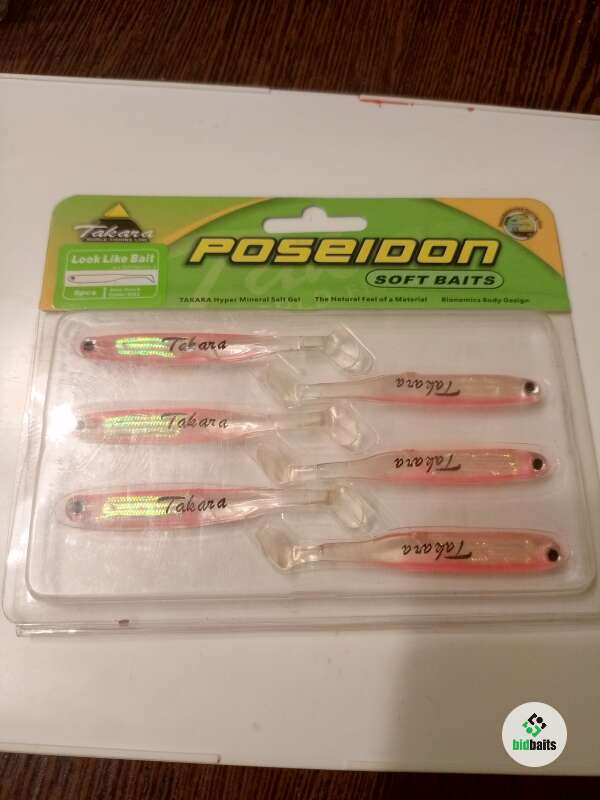 Takara
Look Like Bait
6pcs
POSEIDON
SOFT BAITS
TAKARA Hyper Mineral Salt Gel The Natural Feel of a Material Bionomics Body Design
Takara
Takara
Takara
Takara
Takara
Takara
bidbaits